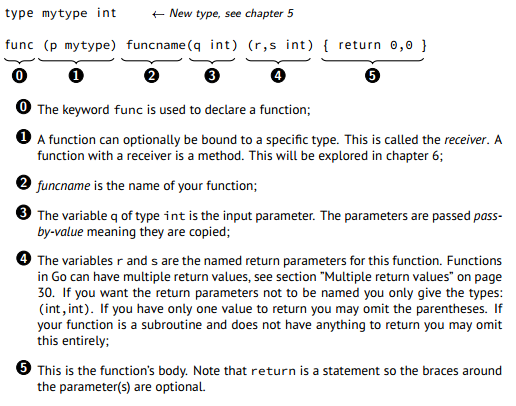 type mytype int ← New type, see chapter 5
func (p mytype) funcname(q int) (r,s int) { return 0,0 }
0 1 2 3 4 5
0 The keyword func is used to declare a function;
1 A function can optionally be bound to a specific type. This is called the receiver. A
function with a receiver is a method. This will be explored in chapter 6;
2 funcname is the name of your function;
3 The variable q of type int is the input parameter. The parameters are passed pass-
by-value meaning they are copied;
4 The variables r and s are the named return parameters for this function. Functions
in Go can have multiple return values, see section "Multiple return values" on page
30. If you want the return parameters not to be named you only give the types:
(int,int). If you have only one value to return you may omit the parentheses. If
your function is a subroutine and does not have anything to return you may omit
this entirely;
5 This is the function's body. Note that return is a statement so the braces around
the parameter(s) are optional.